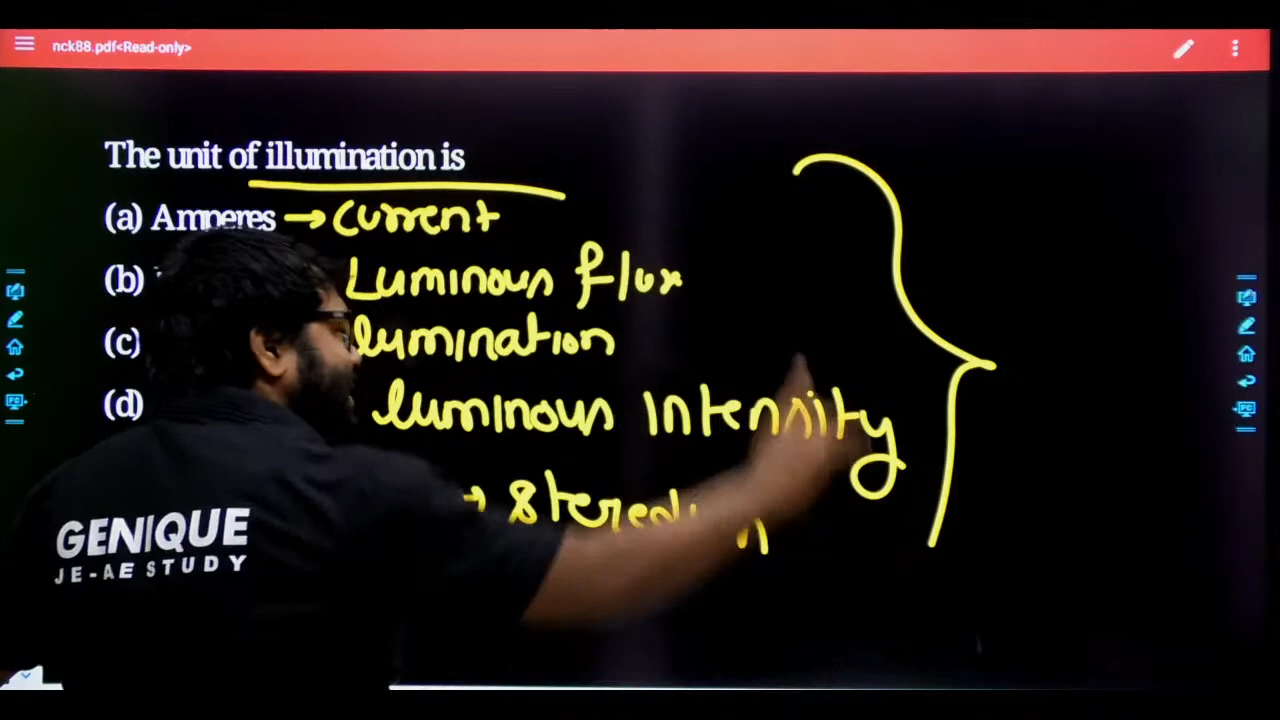 nck88.pdf<Read-only>
The unit of illumination is
(a) Amperes → Current
(b) Luminous flux
(c) lumination
(d) luminous intensity
→
GENIQUE
JE-AE STUDY